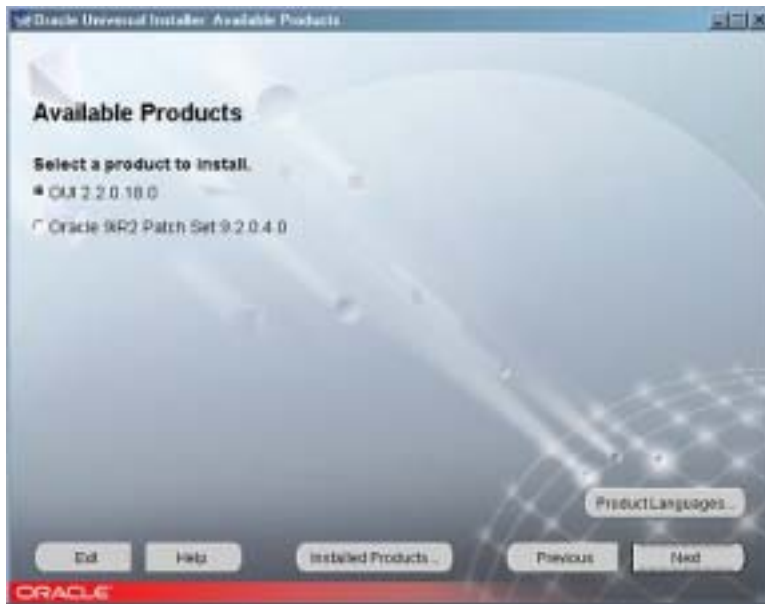 Oracle Universal Installer: Available Products
Available Products
Select a product to install.
OUI 2.2.0.18.0
Oracle 9iR2 Patch Set 9.2.0.4.0
Product Languages...
Exit
Help
Installed Products...
Previous
Next
ORACLE